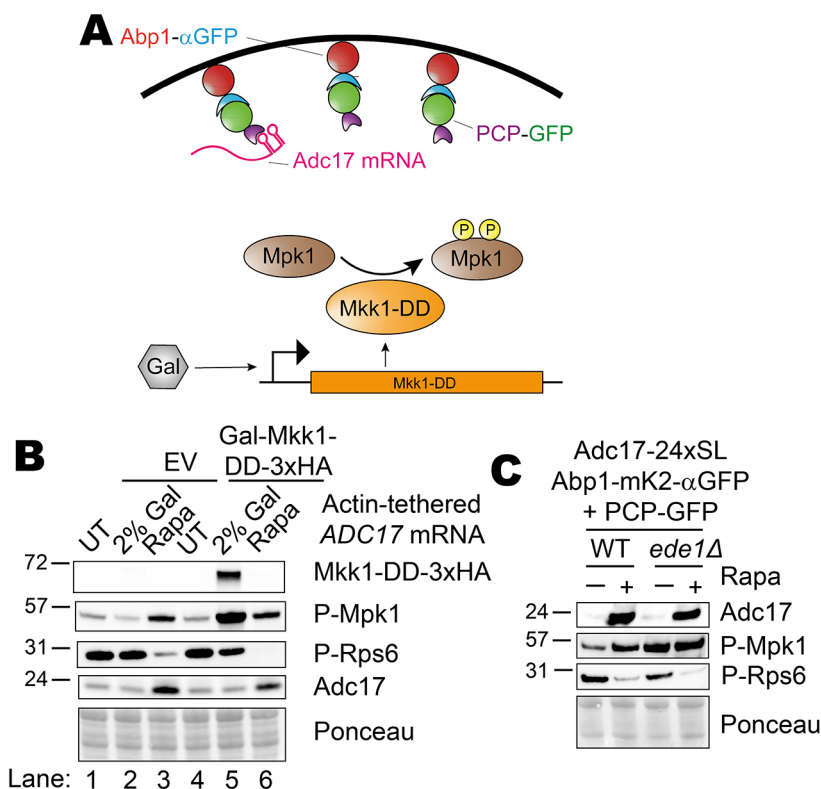 A
Abp1-αGFP
PCP-GFP
Adc17 mRNA
P P
Mpk1
Mpk1
Mkk1-DD
Gal
Mkk1-DD
B
Gal-Mkk1-
EV
DD-3xHA
UT
2% Gal
Rapa
UT
2% Gal
Rapa
Actin-tethered
ADC17 mRNA
72
Mkk1-DD-3xHA
57
P-Mpk1
31
P-Rps6
24
Adc17
Ponceau
Lane: 1 2 3 4 5 6
C
Adc17-24xSL
Abp1-mK2-αGFP
+ PCP-GFP
WT ede1Δ
– + – + Rapa
24
Adc17
57
P-Mpk1
31
P-Rps6
Ponceau